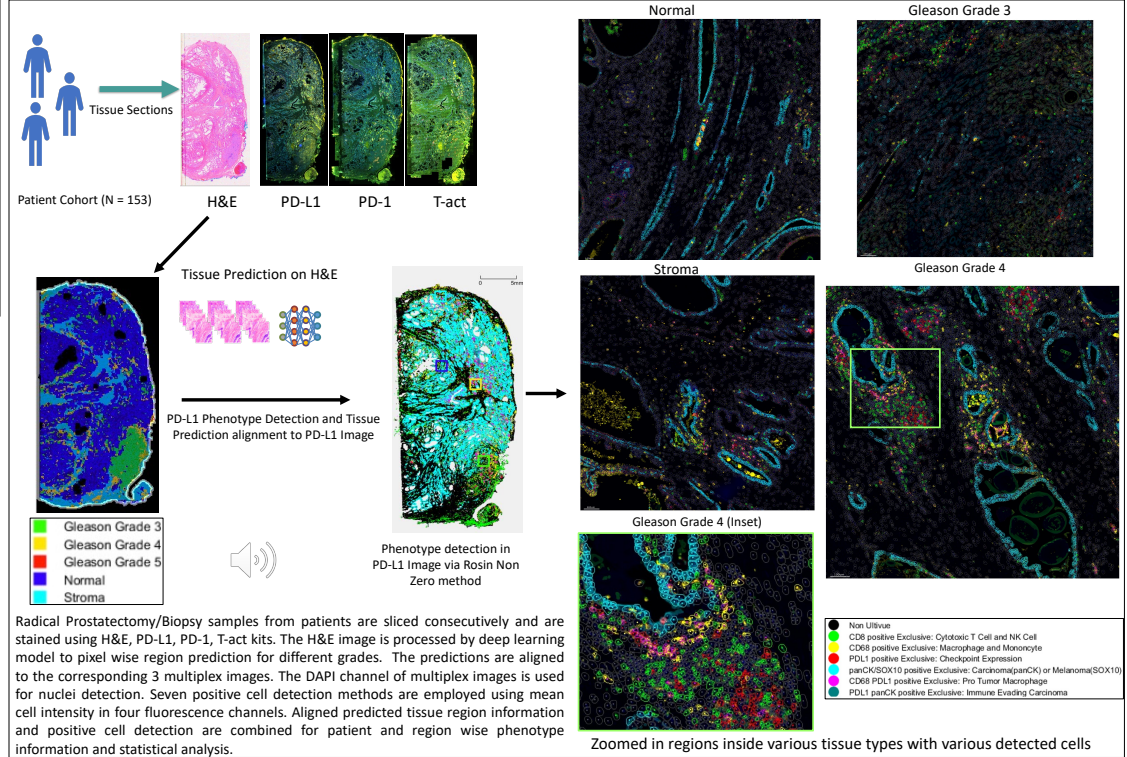 Normal
Gleason Grade 3
Tissue Sections
Patient Cohort (N = 153)
H&E
PD-L1
PD-1
T-act
Stroma
Gleason Grade 4
Tissue Prediction on H&E
5mm
PD-L1 Phenotype Detection and Tissue
Prediction alignment to PD-L1 Image
Gleason Grade 4 (Inset)
Gleason Grade 3
Gleason Grade 4
Gleason Grade 5
Normal
Stroma
Phenotype detection in
PD-L1 Image via Rosin Non
Zero method
Radical Prostatectomy/Biopsy samples from patients are sliced consecutively and are
stained using H&E, PD-L1, PD-1, T-act kits. The H&E image is processed by deep learning
model to pixel wise region prediction for different grades. The predictions are aligned
to the corresponding 3 multiplex images. The DAPI channel of multiplex images is used
for nuclei detection. Seven positive cell detection methods are employed using mean
cell intensity in four fluorescence channels. Aligned predicted tissue region information
and positive cell detection are combined for patient and region wise phenotype
information and statistical analysis.
Non Ultivue
CD8 positive Exclusive: Cytotoxic T Cell and NK Cell
CD68 positive Exclusive: Macrophage and Mononcyte
PDL1 positive Exclusive: Checkpoint Expression
panCK/SOX10 positive Exclusive: Carcinoma(panCK) or Melanoma(SOX10)
CD68 PDL1 positive Exclusive: Pro Tumor Macrophage
PDL1 panCK positive Exclusive: Immune Evading Carcinoma
Zoomed in regions inside various tissue types with various detected cells